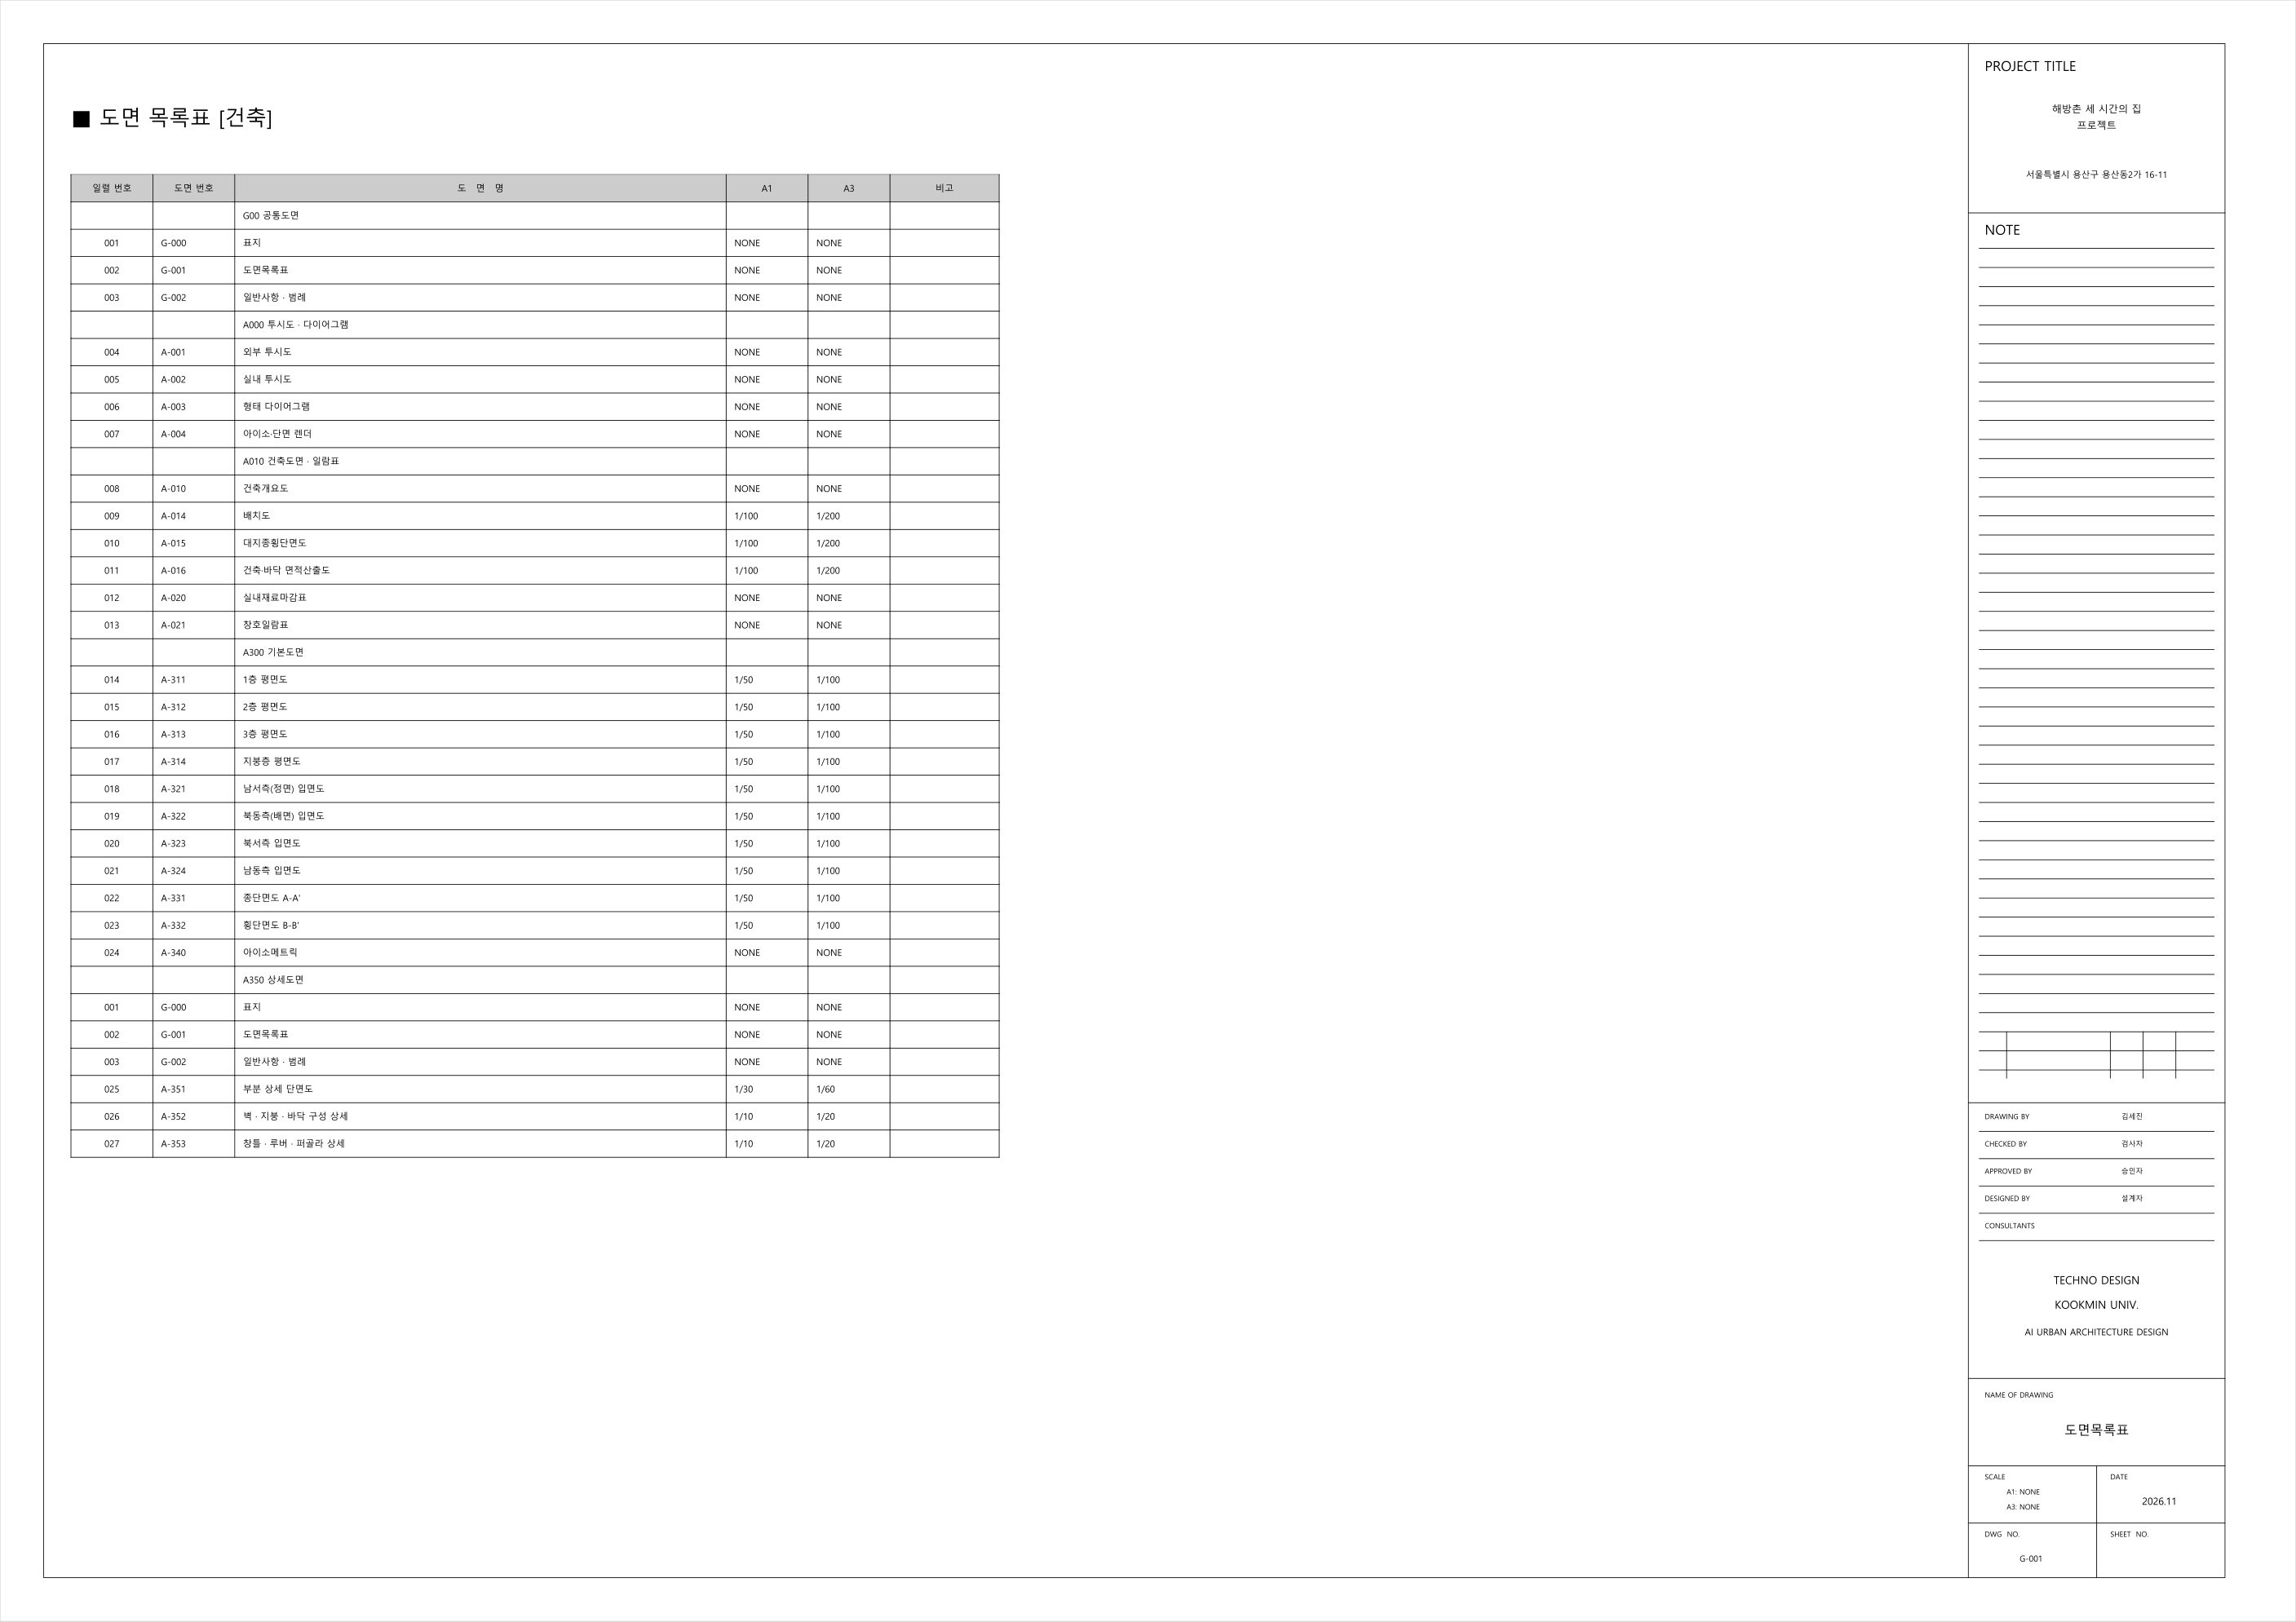 ■ 도면 목록표 [건축]
일렬 번호 도면 번호 도 면 명 A1 A3 비고
G00 공통도면
001 G-000 표지 NONE NONE
002 G-001 도면목록표 NONE NONE
003 G-002 일반사항 · 범례 NONE NONE
A000 투시도 · 다이어그램
004 A-001 외부 투시도 NONE NONE
005 A-002 실내 투시도 NONE NONE
006 A-003 형태 다이어그램 NONE NONE
007 A-004 아이소·단면 렌더 NONE NONE
A010 건축도면 · 일람표
008 A-010 건축개요도 NONE NONE
009 A-014 배치도 1/100 1/200
010 A-015 대지종횡단면도 1/100 1/200
011 A-016 건축·바닥 면적산출도 1/100 1/200
012 A-020 실내재료마감표 NONE NONE
013 A-021 창호일람표 NONE NONE
A300 기본도면
014 A-311 1층 평면도 1/50 1/100
015 A-312 2층 평면도 1/50 1/100
016 A-313 3층 평면도 1/50 1/100
017 A-314 지붕층 평면도 1/50 1/100
018 A-321 남서측(정면) 입면도 1/50 1/100
019 A-322 북동측(배면) 입면도 1/50 1/100
020 A-323 북서측 입면도 1/50 1/100
021 A-324 남동측 입면도 1/50 1/100
022 A-331 종단면도 A-A' 1/50 1/100
023 A-332 횡단면도 B-B' 1/50 1/100
024 A-340 아이소메트릭 NONE NONE
A350 상세도면
001 G-000 표지 NONE NONE
002 G-001 도면목록표 NONE NONE
003 G-002 일반사항 · 범례 NONE NONE
025 A-351 부분 상세 단면도 1/30 1/60
026 A-352 벽 · 지붕 · 바닥 구성 상세 1/10 1/20
027 A-353 창틀 · 루버 · 퍼골라 상세 1/10 1/20
PROJECT TITLE
해방촌 세 시간의 집
프로젝트
서울특별시 용산구 용산동2가 16-11
NOTE
DRAWING BY 김세진
CHECKED BY 검사자
APPROVED BY 승인자
DESIGNED BY 설계자
CONSULTANTS
TECHNO DESIGN
KOOKMIN UNIV.
AI URBAN ARCHITECTURE DESIGN
NAME OF DRAWING
도면목록표
SCALE
A1: NONE
A3: NONE
DATE
2026.11
DWG NO.
G-001
SHEET NO.